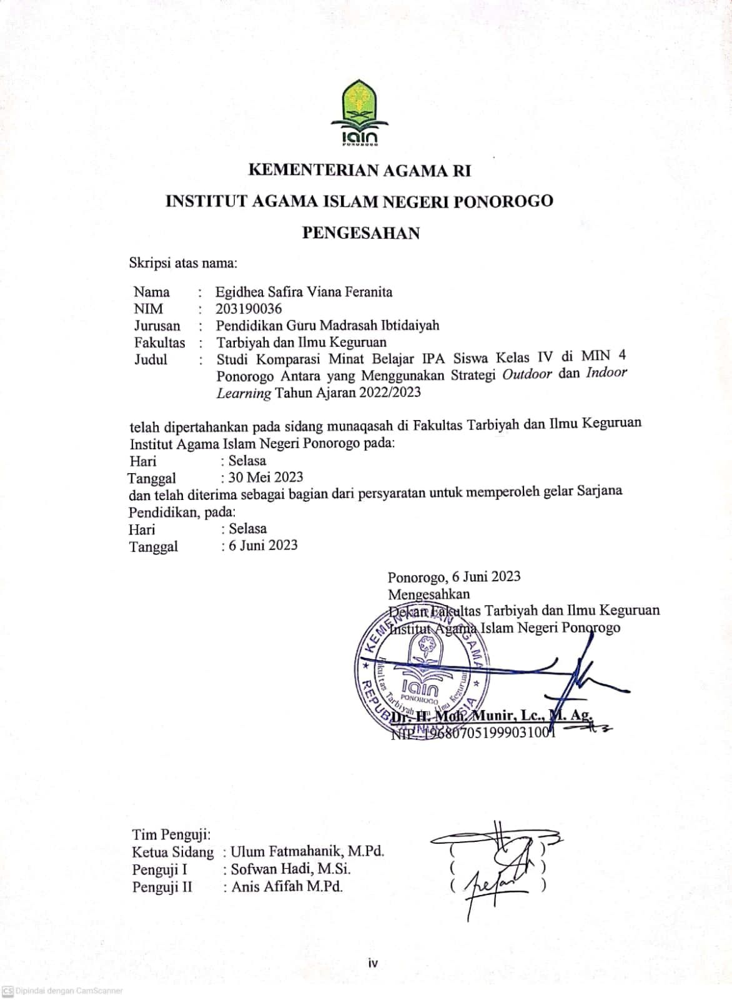 iain
PONOROGO
KEMENTERIAN AGAMA RI
INSTITUT AGAMA ISLAM NEGERI PONOROGO
PENGESAHAN
Skripsi atas nama:
Nama : Egidhea Safira Viana Feranita
NIM : 203190036
Jurusan : Pendidikan Guru Madrasah Ibtidaiyah
Fakultas : Tarbiyah dan Ilmu Keguruan
Judul : Studi Komparasi Minat Belajar IPA Siswa Kelas IV di MIN 4
Ponorogo Antara yang Menggunakan Strategi Outdoor dan Indoor
Learning Tahun Ajaran 2022/2023
telah dipertahankan pada sidang munaqasah di Fakultas Tarbiyah dan Ilmu Keguruan
Institut Agama Islam Negeri Ponorogo pada:
Hari : Selasa
Tanggal : 30 Mei 2023
dan telah diterima sebagai bagian dari persyaratan untuk memperoleh gelar Sarjana
Pendidikan, pada:
Hari : Selasa
Tanggal : 6 Juni 2023
Ponorogo, 6 Juni 2023
Mengesahkan
Dekan Fakultas Tarbiyah dan Ilmu Keguruan
Institut Agama Islam Negeri Ponorogo
KEMENTERIAN AGAMA
REPUBLIK INDONESIA
Fakultas Tarbiyah dan Ilmu Keguruan
iain
PONOROGO
Dr. H. Moh. Munir, Lc., M. Ag.
NIP. 196807051999031001
Tim Penguji:
Ketua Sidang : Ulum Fatmahanik, M.Pd. ( )
Penguji I : Sofwan Hadi, M.Si. ( )
Penguji II : Anis Afifah M.Pd. ( )
iv
CS Dipindai dengan CamScanner